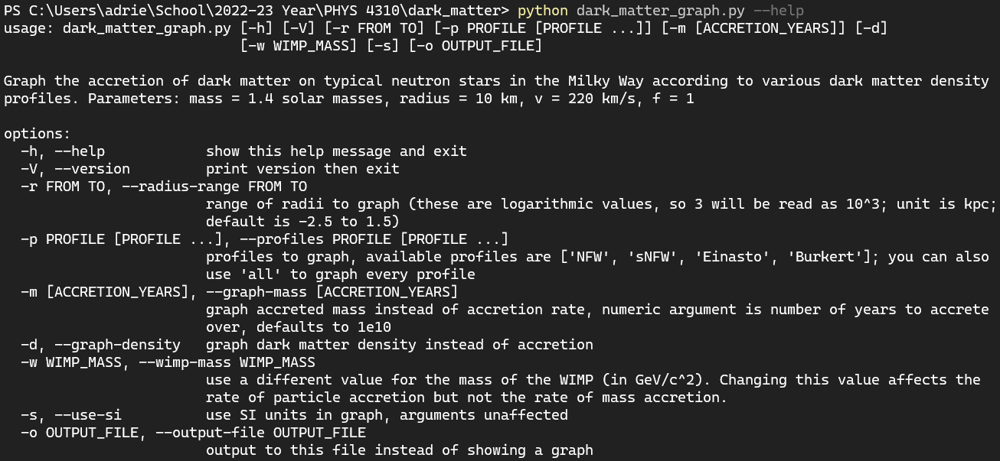 PS C:\Users\adrie\School\2022-23 Year\PHYS 4310\dark_matter> python dark_matter_graph.py --help
usage: dark_matter_graph.py [-h] [-V] [-r FROM TO] [-p PROFILE [PROFILE ...]] [-m [ACCRETION_YEARS]] [-d]
                            [-w WIMP_MASS] [-s] [-o OUTPUT_FILE]

Graph the accretion of dark matter on typical neutron stars in the Milky Way according to various dark matter density
profiles. Parameters: mass = 1.4 solar masses, radius = 10 km, v = 220 km/s, f = 1

options:
  -h, --help            show this help message and exit
  -V, --version         print version then exit
  -r FROM TO, --radius-range FROM TO
                        range of radii to graph (these are logarithmic values, so 3 will be read as 10^3; unit is kpc;
                        default is -2.5 to 1.5)
  -p PROFILE [PROFILE ...], --profiles PROFILE [PROFILE ...]
                        profiles to graph, available profiles are ['NFW', 'sNFW', 'Einasto', 'Burkert']; you can also
                        use 'all' to graph every profile
  -m [ACCRETION_YEARS], --graph-mass [ACCRETION_YEARS]
                        graph accreted mass instead of accretion rate, numeric argument is number of years to accrete
                        over, defaults to 1e10
  -d, --graph-density   graph dark matter density instead of accretion
  -w WIMP_MASS, --wimp-mass WIMP_MASS
                        use a different value for the mass of the WIMP (in GeV/c^2). Changing this value affects the
                        rate of particle accretion but not the rate of mass accretion.
  -s, --use-si          use SI units in graph, arguments unaffected
  -o OUTPUT_FILE, --output-file OUTPUT_FILE
                        output to this file instead of showing a graph